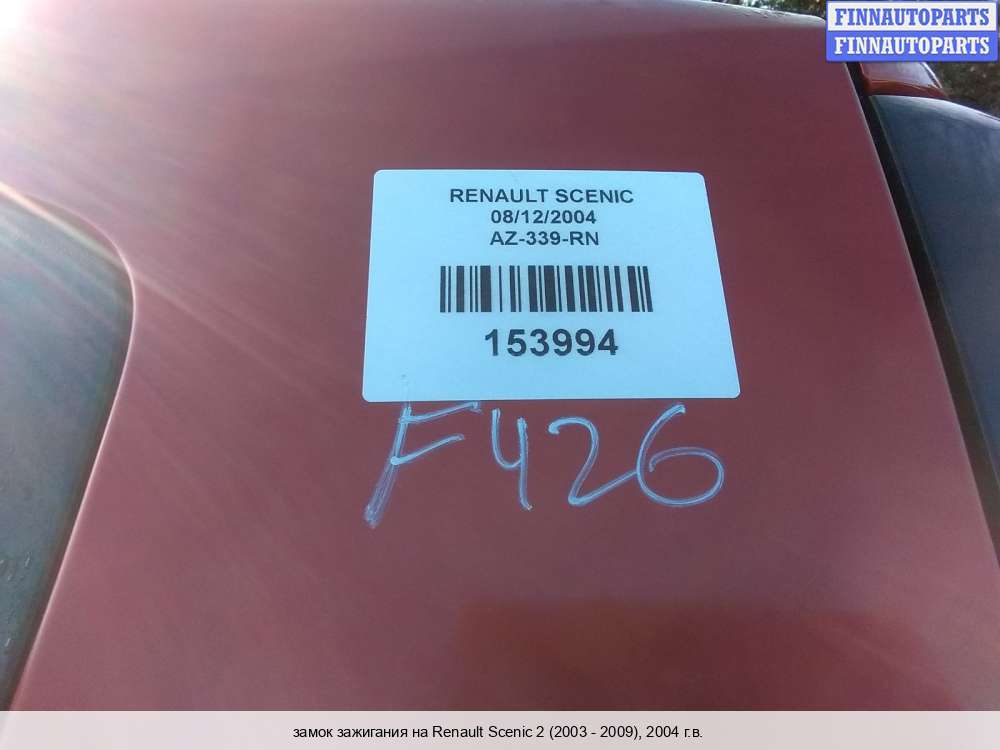 FINNAUTOPARTS
FINNAUTOPARTS
RENAULT SCENIC
08/12/2004
AZ-339-RN
153994
F426
замок зажигания на Renault Scenic 2 (2003 - 2009), 2004 г.в.